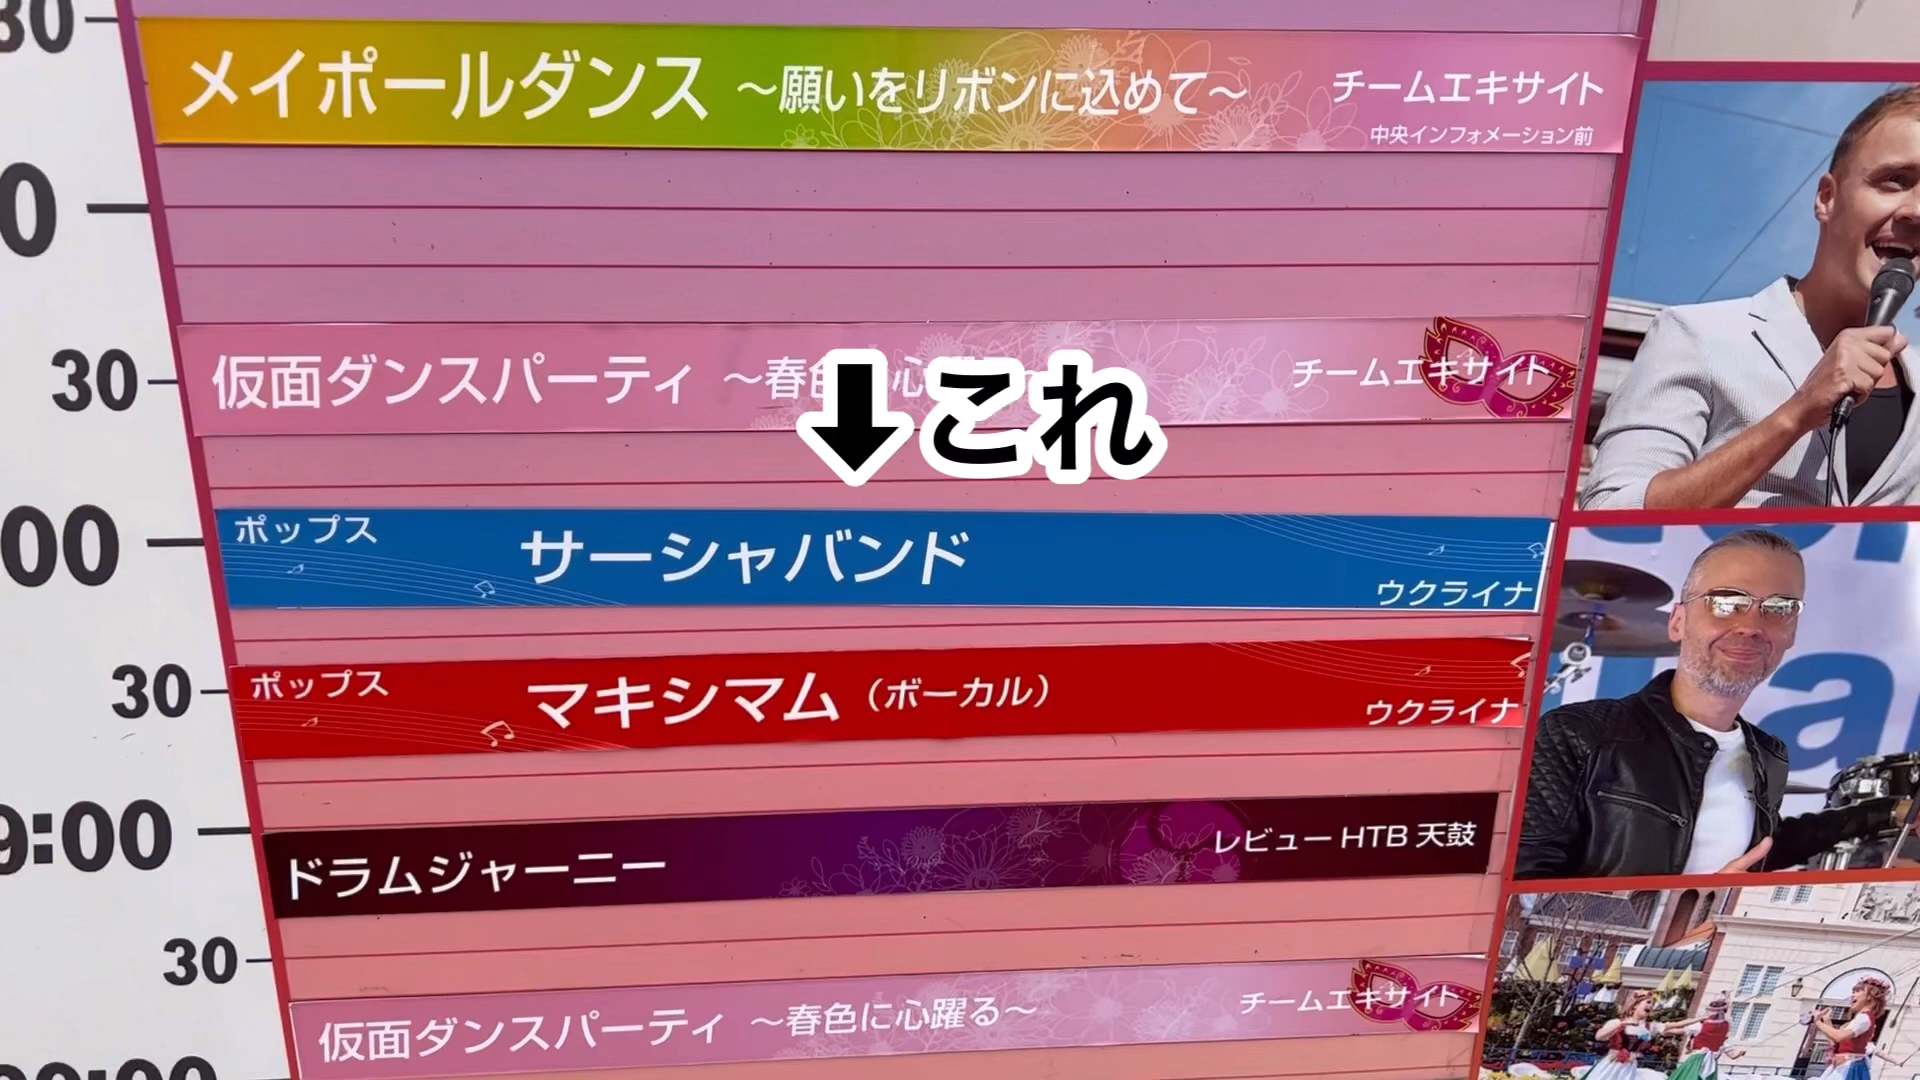 30
メイポールダンス ～願いをリボンに込めて～ チームエキサイト
中央インフォメーション前
30
仮面ダンスパーティ チームエキサイト
↓これ
00
ポップス サーシャバンド ウクライナ
30
ポップス マキシマム（ボーカル） ウクライナ
9:00
ドラムジャーニー レビュー HTB 天鼓
30
仮面ダンスパーティ ～春色に心躍る～ チームエキサイト